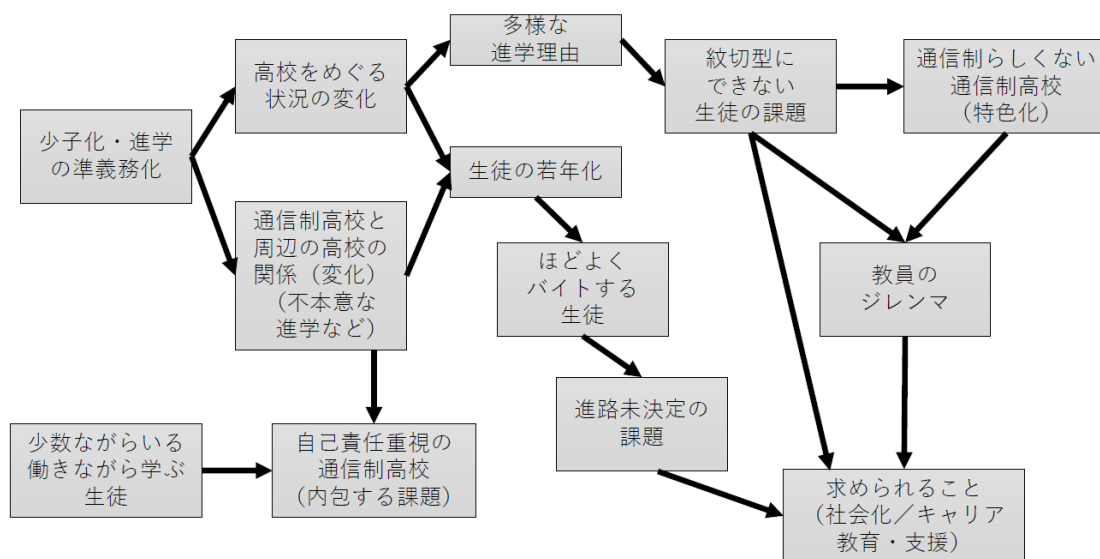 多様な
進学理由
高校をめぐる
状況の変化
紋切型に
できない
生徒の課題
通信制らしくない
通信制高校
（特色化）
少子化・進学
の準義務化
生徒の若年化
通信制高校と
周辺の高校の
関係（変化）
（不本意な
進学など）
ほどよく
バイトする
生徒
教員の
ジレンマ
進路未決定の
課題
少数ながらいる
働きながら学ぶ
生徒
自己責任重視の
通信制高校
（内包する課題）
求められること
（社会化／キャリア
教育・支援）